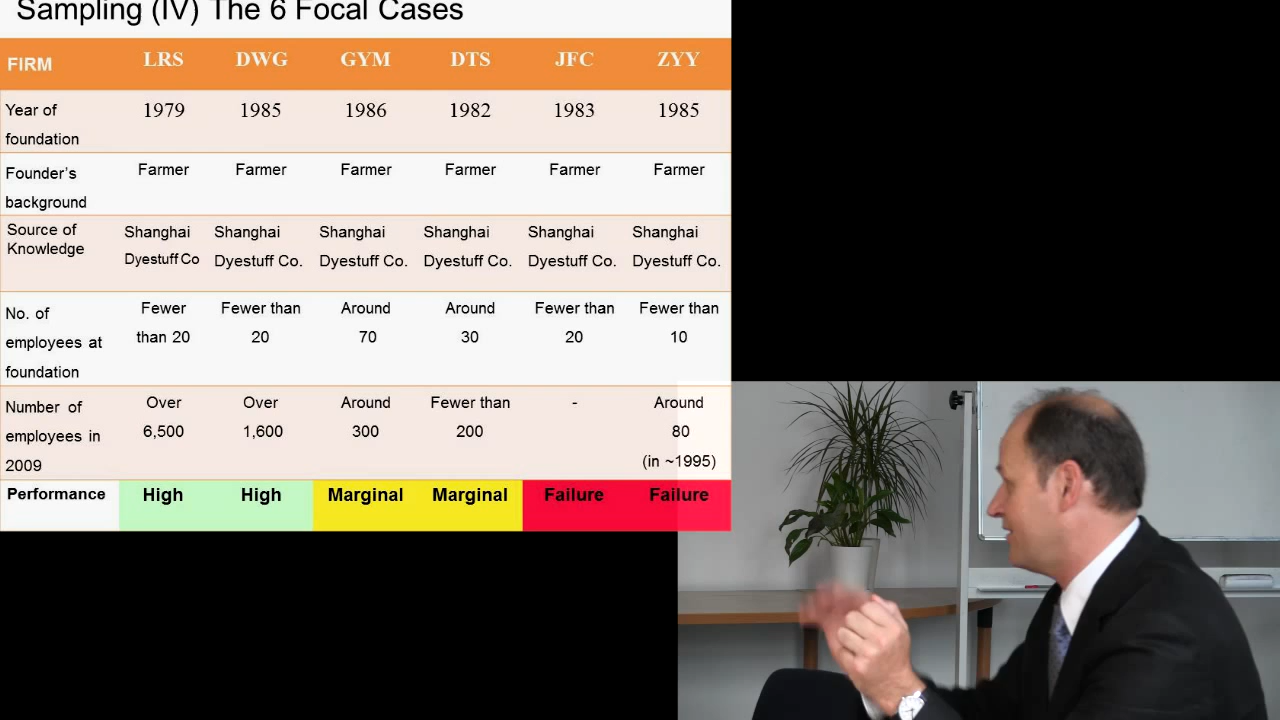 Sampling (IV) The 6 Focal Cases
FIRM LRS DWG GYM DTS JFC ZYY
Year of 1979 1985 1986 1982 1983 1985
foundation
Founder's Farmer Farmer Farmer Farmer Farmer Farmer
background
Source of Shanghai Shanghai Shanghai Shanghai Shanghai Shanghai
Knowledge Dyestuff Co Dyestuff Co. Dyestuff Co. Dyestuff Co. Dyestuff Co. Dyestuff Co.
No. of Fewer Fewer than Around Around Fewer than Fewer than
employees at than 20 20 70 30 20 10
foundation
Number of Over Over Around Fewer than - Around
employees in 6,500 1,600 300 200 80
2009 (in ~1995)
Performance High High Marginal Marginal Failure Failure